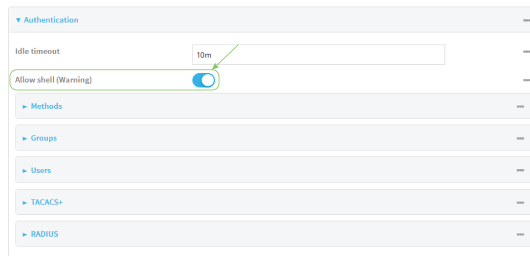 Authentication
Idle timeout
10m
Allow shell (Warning)
Methods
Groups
Users
TACACS+
RADIUS